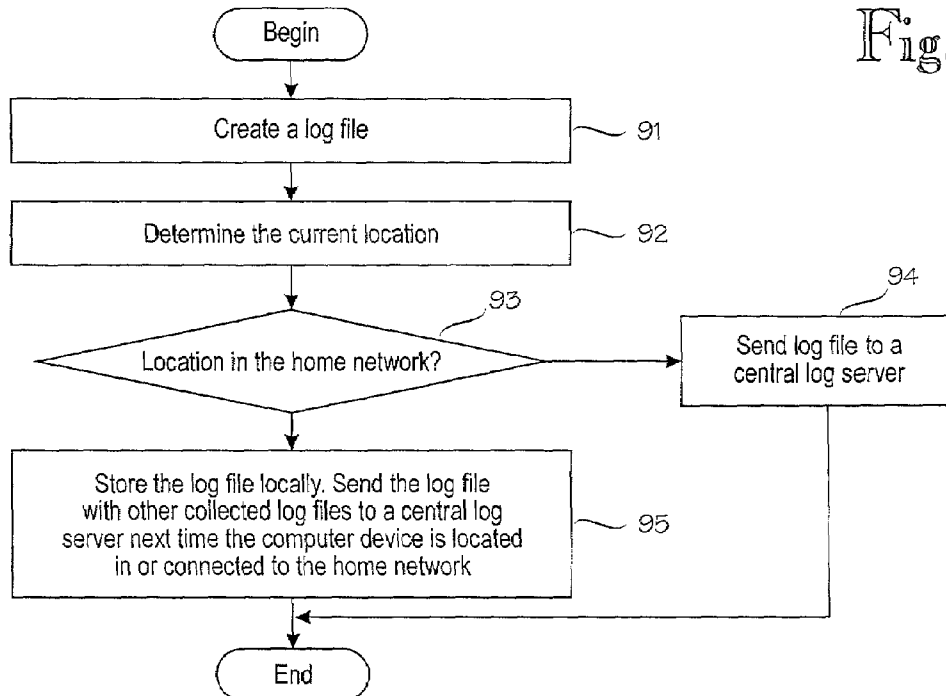 Begin
Fig.
Create a log file
91
Determine the current location
92
93
94
Location in the home network?
Send log file to a
central log server
Store the log file locally. Send the log file
with other collected log files to a central log
server next time the computer device is located
in or connected to the home network
95
End